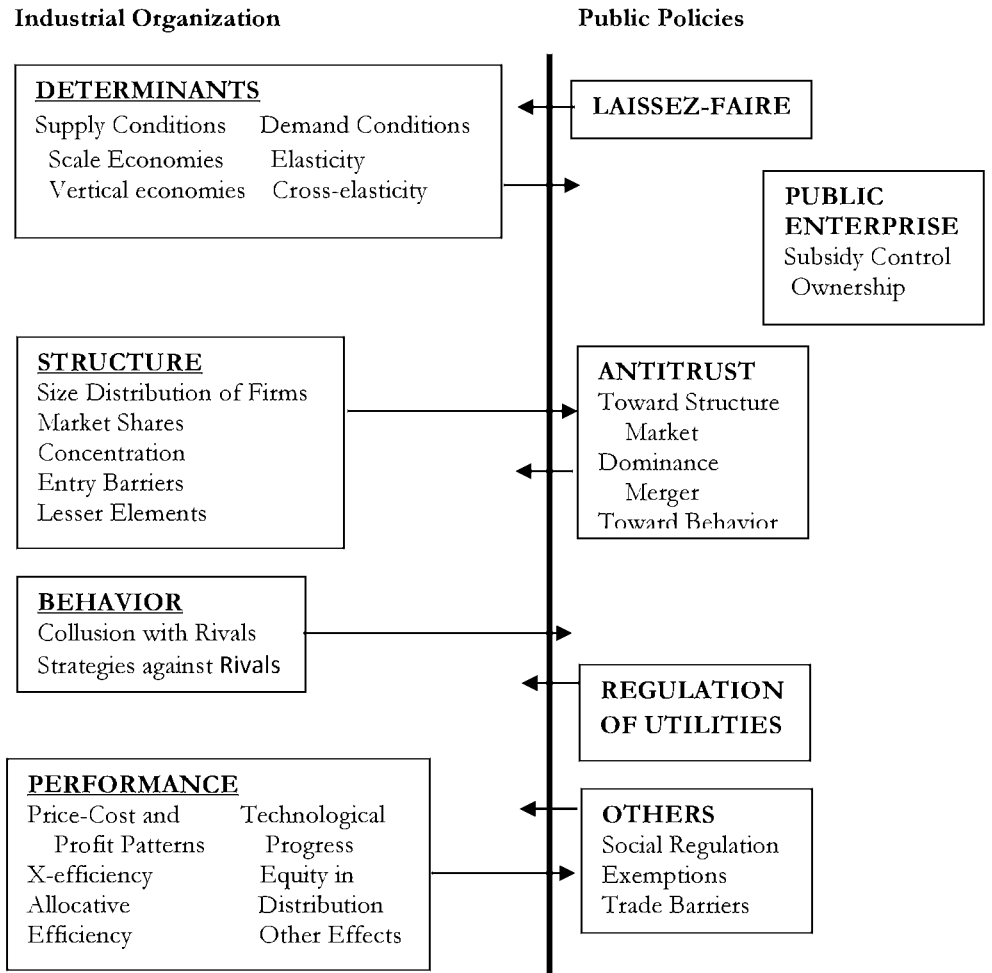 Industrial Organization
Public Policies
DETERMINANTS
Supply Conditions Demand Conditions
Scale Economies Elasticity
Vertical economies Cross-elasticity
LAISSEZ-FAIRE
PUBLIC
ENTERPRISE
Subsidy Control
Ownership
STRUCTURE
Size Distribution of Firms
Market Shares
Concentration
Entry Barriers
Lesser Elements
ANTITRUST
Toward Structure
Market
Dominance
Merger
Toward Behavior
BEHAVIOR
Collusion with Rivals
Strategies against Rivals
REGULATION
OF UTILITIES
PERFORMANCE
Price-Cost and Technological
Profit Patterns Progress
X-efficiency Equity in
Allocative Distribution
Efficiency Other Effects
OTHERS
Social Regulation
Exemptions
Trade Barriers